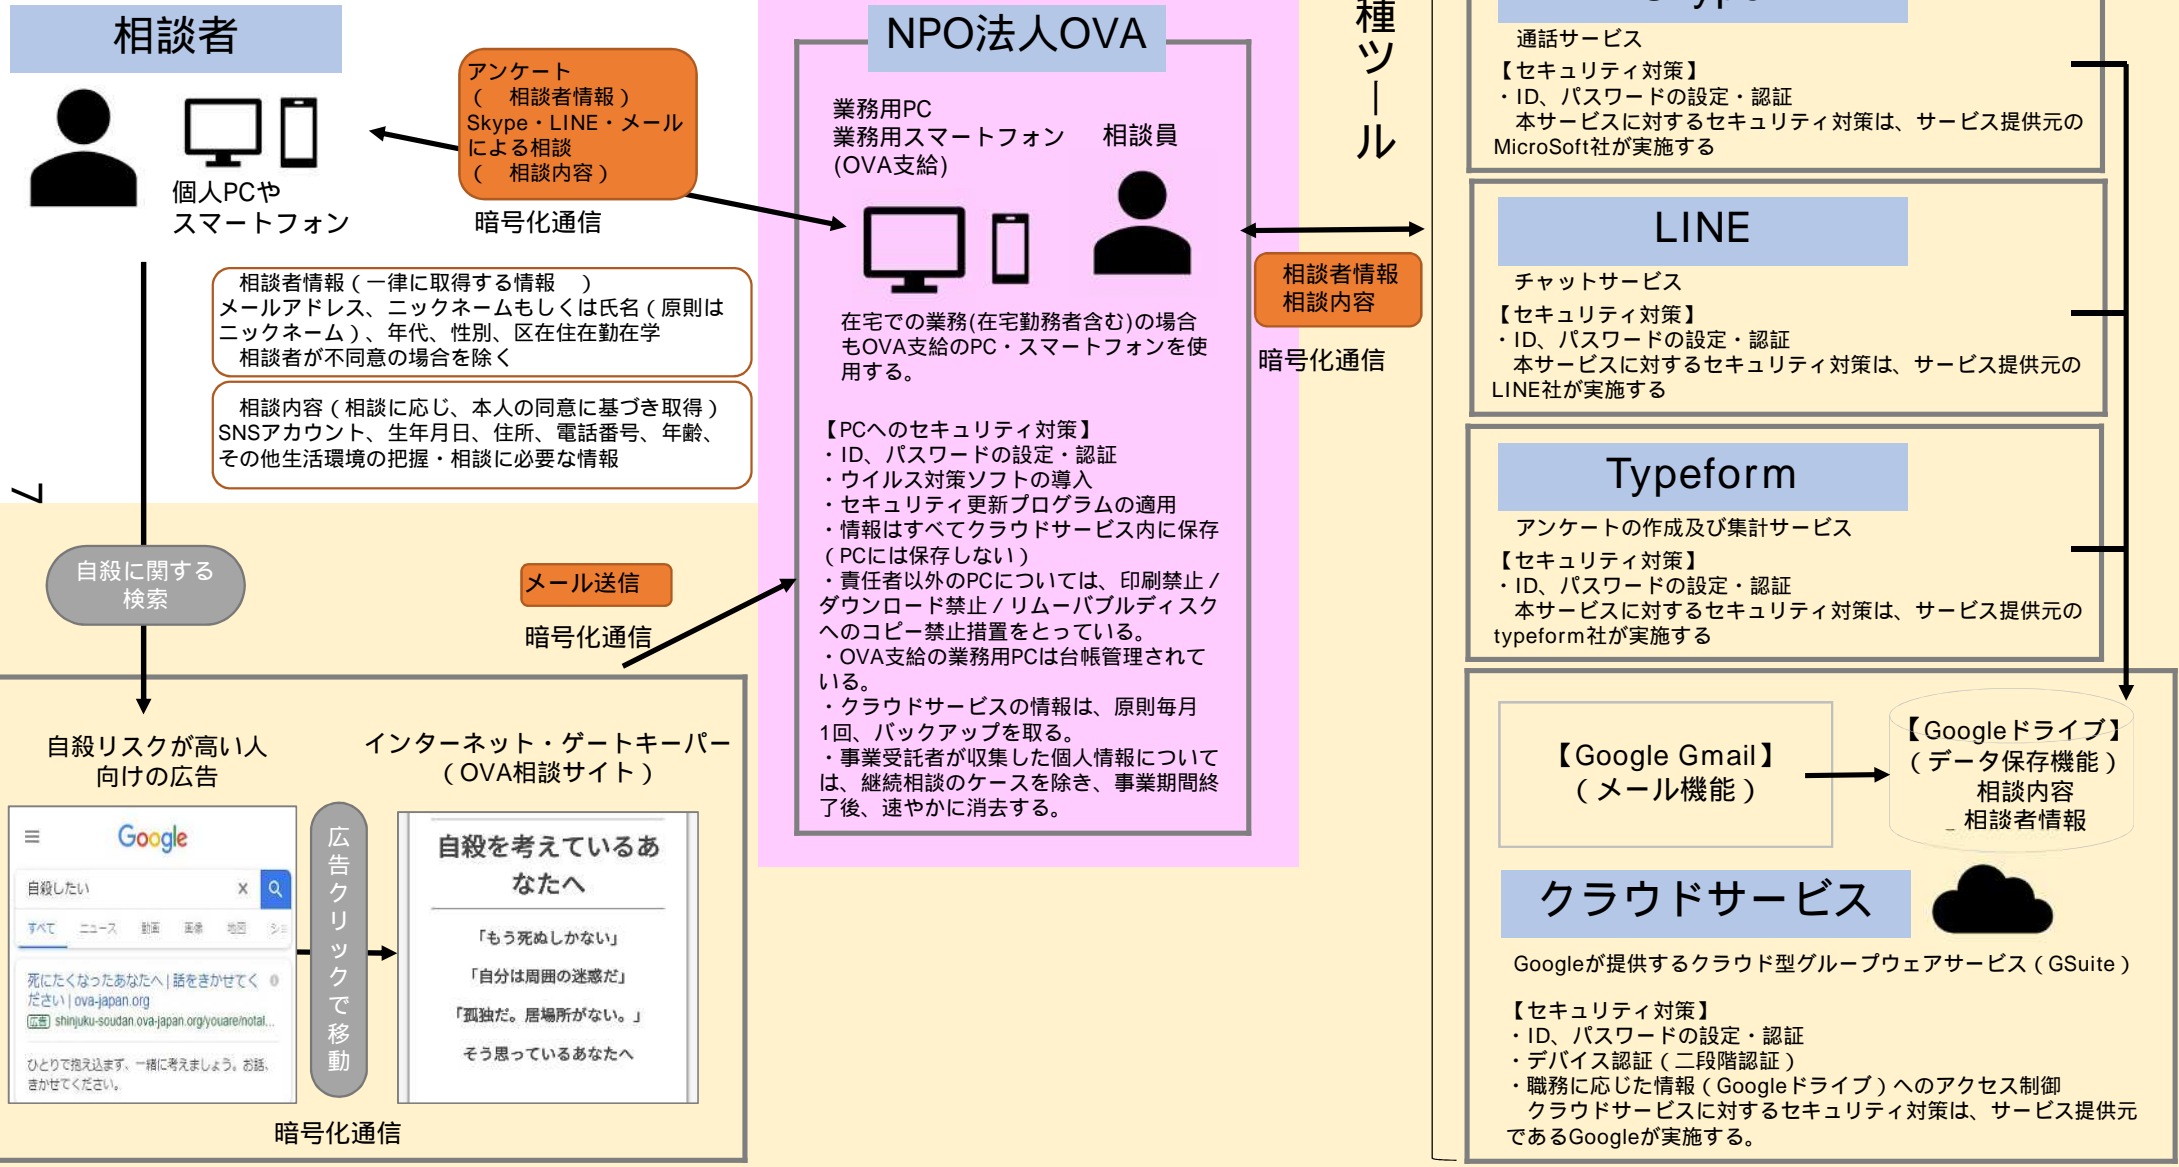 相談者
個人PCや
スマートフォン
アンケート
( 相談者情報)
Skype・LINE・メール
による相談
( 相談内容)
暗号化通信
相談者情報(一律に取得する情報 )
メールアドレス、ニックネームもしくは氏名(原則は
ニックネーム)、年代、性別、区在住在勤在学
相談者が不同意の場合を除く
相談内容(相談に応じ、本人の同意に基づき取得)
SNSアカウント、生年月日、住所、電話番号、年齢、
その他生活環境の把握・相談に必要な情報
7
自殺に関する
検索
メール送信
暗号化通信
自殺リスクが高い人
向けの広告
インターネット・ゲートキーパー
(OVA相談サイト)
Google
自殺したい X
すべて ニュース 動画 画像 地図
死にたくなったあなたへ | 話をきかせてく
ださい | ova-japan.org
広告 shinjuku-soudan.ova-japan.org/youare/notal...
ひとりで抱え込まず、一緒に考えましょう。お話、
きかせてください。
広告クリックで移動
自殺を考えているあ
なたへ
「もう死ぬしかない」
「自分は周囲の迷惑だ」
「孤独だ。居場所がない。」
そう思っているあなたへ
暗号化通信
NPO法人OVA
業務用PC
業務用スマートフォン
(OVA支給)
相談員
在宅での業務(在宅勤務者含む)の場合
もOVA支給のPC・スマートフォンを使
用する。
【PCへのセキュリティ対策】
・ID、パスワードの設定・認証
・ウイルス対策ソフトの導入
・セキュリティ更新プログラムの適用
・情報はすべてクラウドサービス内に保存
(PCには保存しない)
・責任者以外のPCについては、印刷禁止/
ダウンロード禁止/リムーバブルディスク
へのコピー禁止措置をとっている。
・OVA支給の業務用PCは台帳管理されて
いる。
・クラウドサービスの情報は、原則毎月
1回、バックアップを取る。
・事業受託者が収集した個人情報について
は、継続相談のケースを除き、事業期間終
了後、速やかに消去する。
相談者情報
相談内容
暗号化通信
種ツール
通話サービス
【セキュリティ対策】
・ID、パスワードの設定・認証
本サービスに対するセキュリティ対策は、サービス提供元の
MicroSoft社が実施する
LINE
チャットサービス
【セキュリティ対策】
・ID、パスワードの設定・認証
本サービスに対するセキュリティ対策は、サービス提供元の
LINE社が実施する
Typeform
アンケートの作成及び集計サービス
【セキュリティ対策】
・ID、パスワードの設定・認証
本サービスに対するセキュリティ対策は、サービス提供元の
typeform社が実施する
【Google Gmail】
(メール機能)
【Googleドライブ】
(データ保存機能)
相談内容
相談者情報
クラウドサービス
Googleが提供するクラウド型グループウェアサービス(GSuite)
【セキュリティ対策】
・ID、パスワードの設定・認証
・デバイス認証(二段階認証)
・職務に応じた情報(Googleドライブ)へのアクセス制御
クラウドサービスに対するセキュリティ対策は、サービス提供元
であるGoogleが実施する。